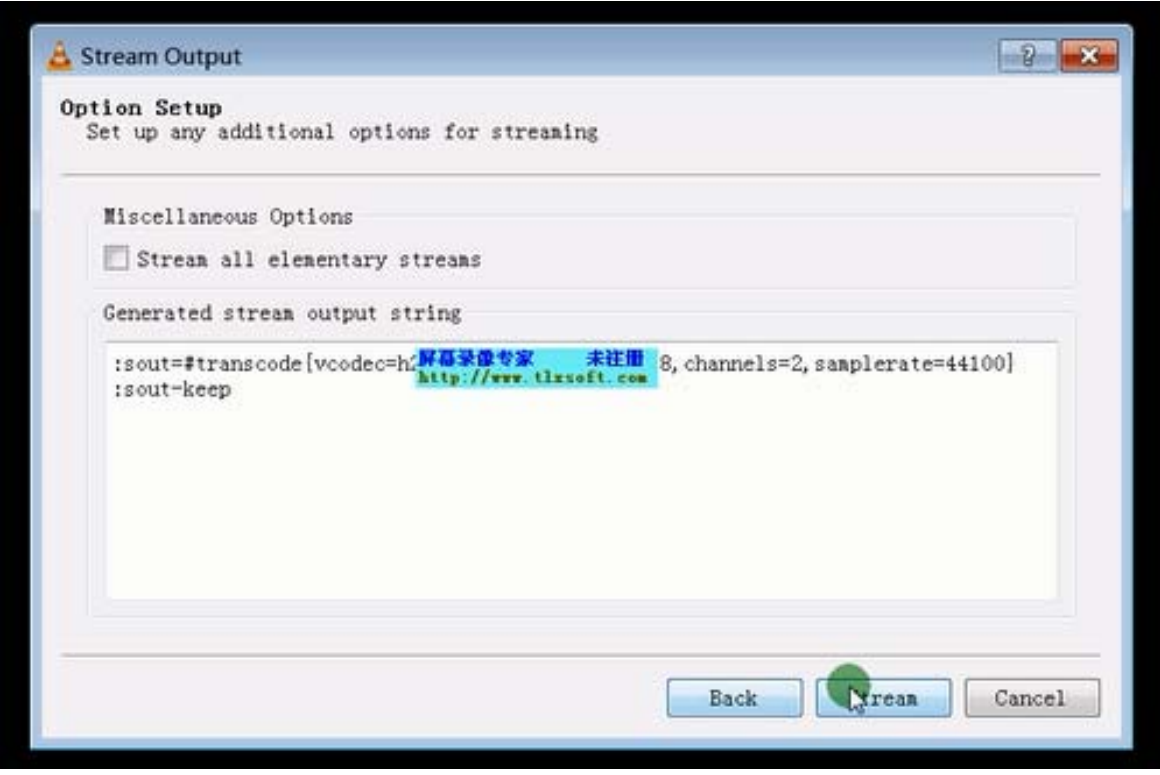 Stream Output
Option Setup
Set up any additional options for streaming
Miscellaneous Options
Stream all elementary streams
Generated stream output string
:sout=#transcode[vcodec=h2 屏幕录像专家 未注册 8,channels=2,samplerate=44100]
http://www.tlxsoft.com
:sout-keep
Back
Stream
Cancel